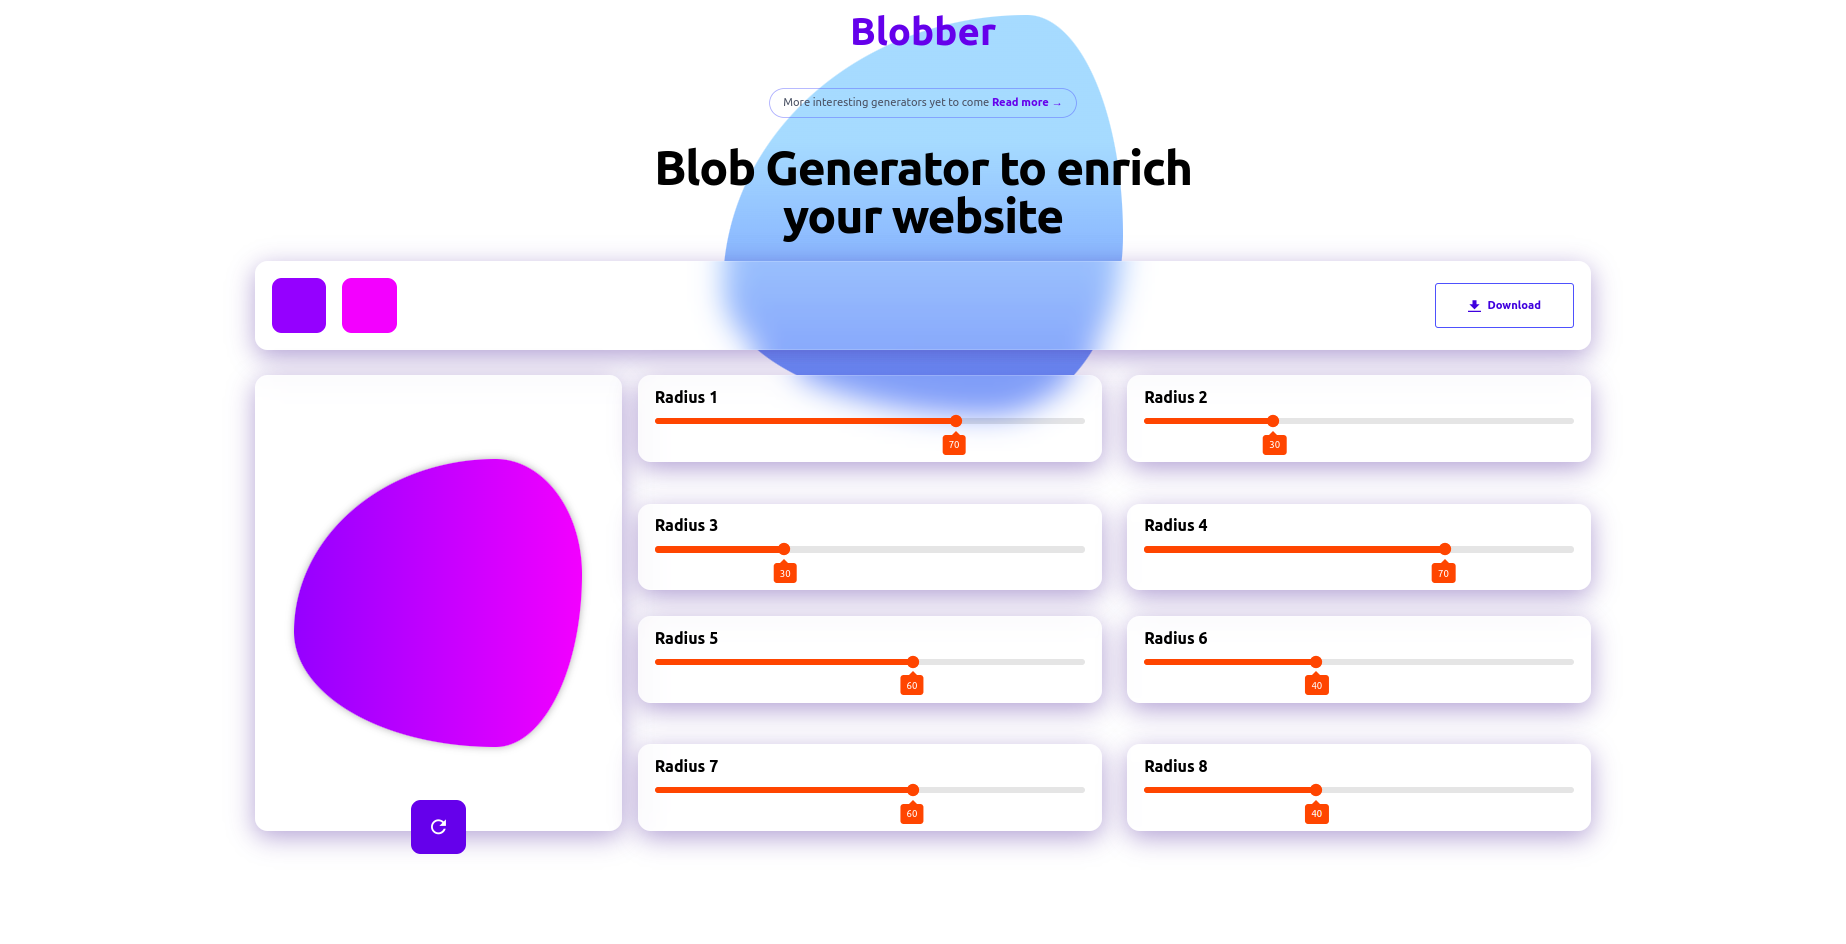 Blobber
More interesting generators yet to come Read more →
Blob Generator to enrich
your website
Download
Radius 1
70
Radius 2
30
Radius 3
30
Radius 4
70
Radius 5
60
Radius 6
40
Radius 7
60
Radius 8
40